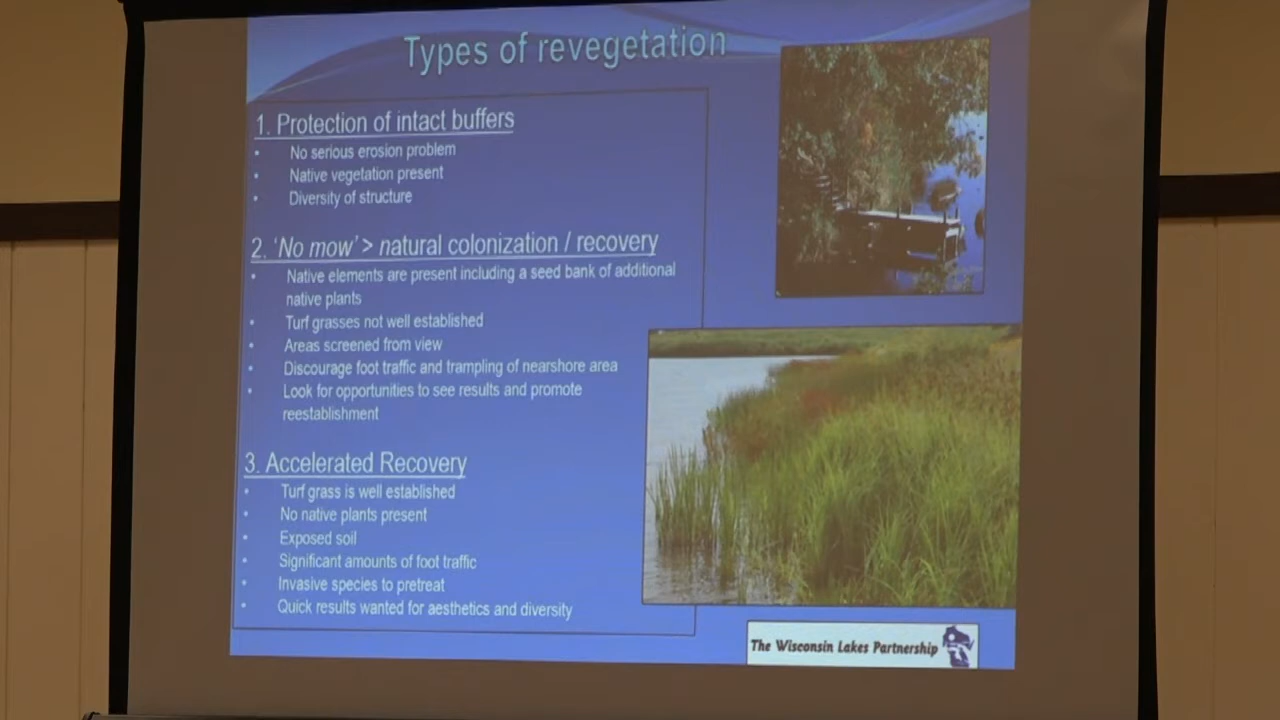 Types of revegetation
1. Protection of intact buffers
• No serious erosion problem
• Native vegetation present
• Diversity of structure
2. 'No mow' > natural colonization / recovery
• Native elements are present including a seed bank of additional
native plants
• Turf grasses not well established
• Areas screened from view
• Discourage foot traffic and trampling of nearshore area
• Look for opportunities to see results and promote
reestablishment
3. Accelerated Recovery
• Turf grass is well established
• No native plants present
• Exposed soil
• Significant amounts of foot traffic
• Invasive species to pretreat
• Quick results wanted for aesthetics and diversity
The Wisconsin Lakes Partnership